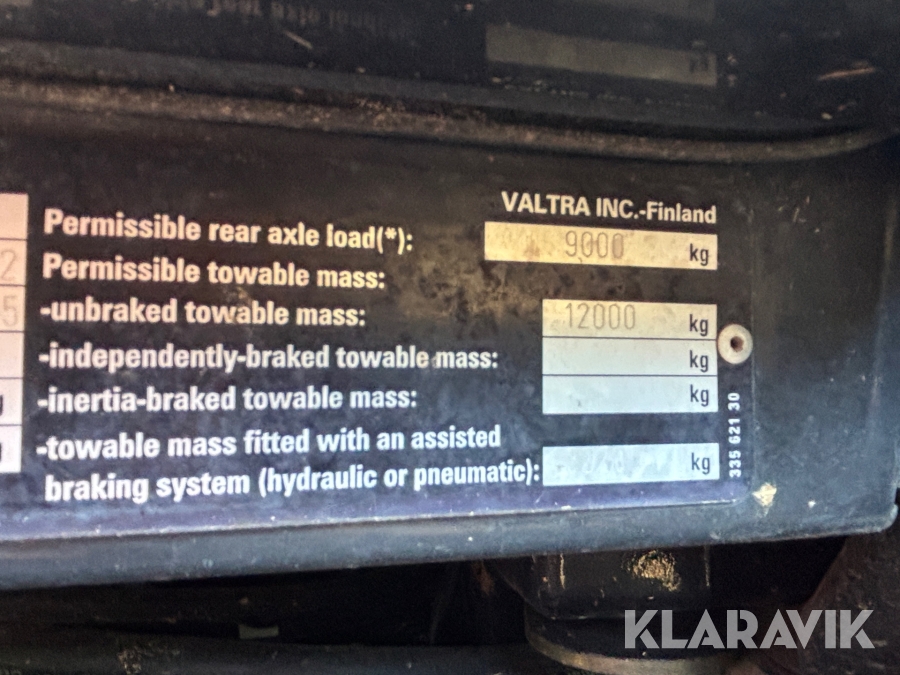 VALTRA INC.-Finland
Permissible rear axle load(*): 9000 kg
2 Permissible towable mass:
5 -unbraked towable mass: 12000 kg
-independently-braked towable mass: kg
-inertia-braked towable mass: kg
-towable mass fitted with an assisted
braking system (hydraulic or pneumatic): kg
335 621 30
KLARAVIK